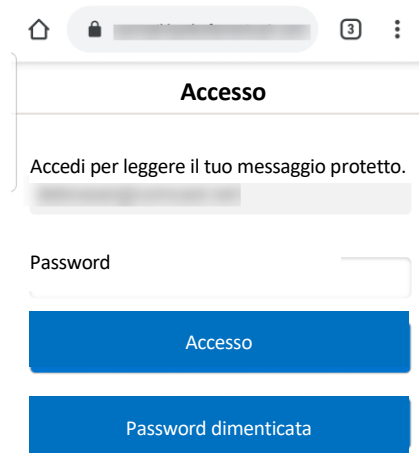 3
Accesso
Accedi per leggere il tuo messaggio protetto.
Password
Accesso
Password dimenticata